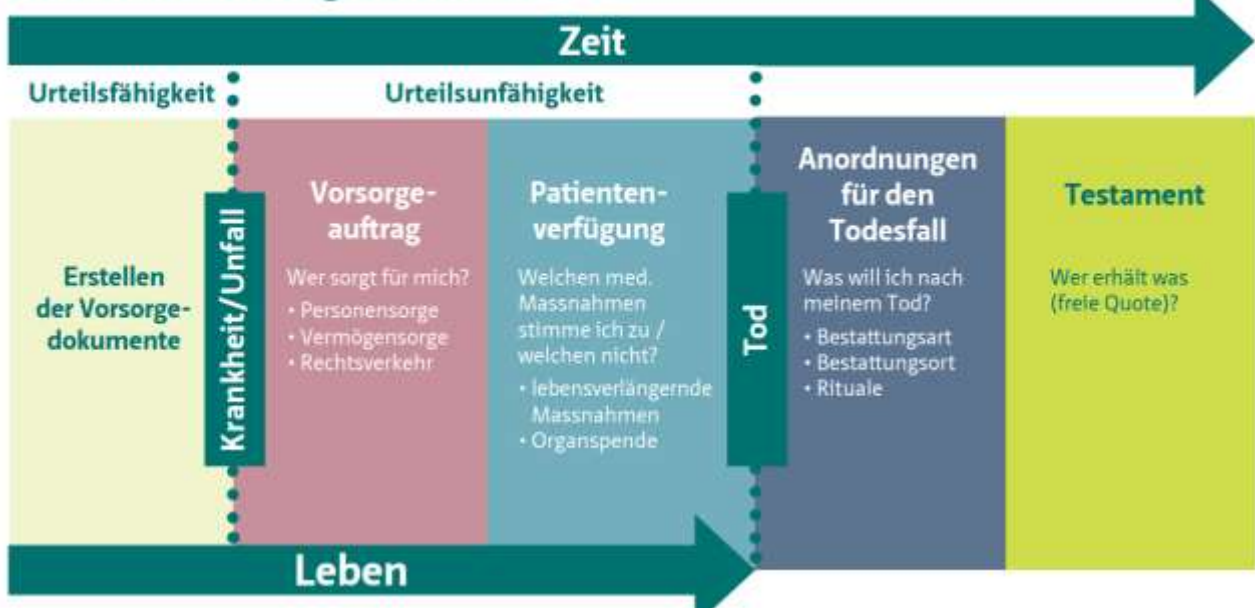 Zeit
Urteilsfähigkeit
Urteilsunfähigkeit
Erstellen
der Vorsorge-
dokumente
Krankheit/Unfall
Vorsorge-
auftrag
Wer sorgt für mich?
• Personensorge
• Vermögensorge
• Rechtsverkehr
Patienten-
verfügung
Welchen med.
Massnahmen
stimme ich zu /
welchen nicht?
• lebensverlängernde
Massnahmen
• Organspende
Tod
Anordnungen
für den
Todesfall
Was will ich nach
meinem Tod?
• Bestattungsart
• Bestattungsort
• Rituale
Testament
Wer erhält was
(freie Quote)?
Leben